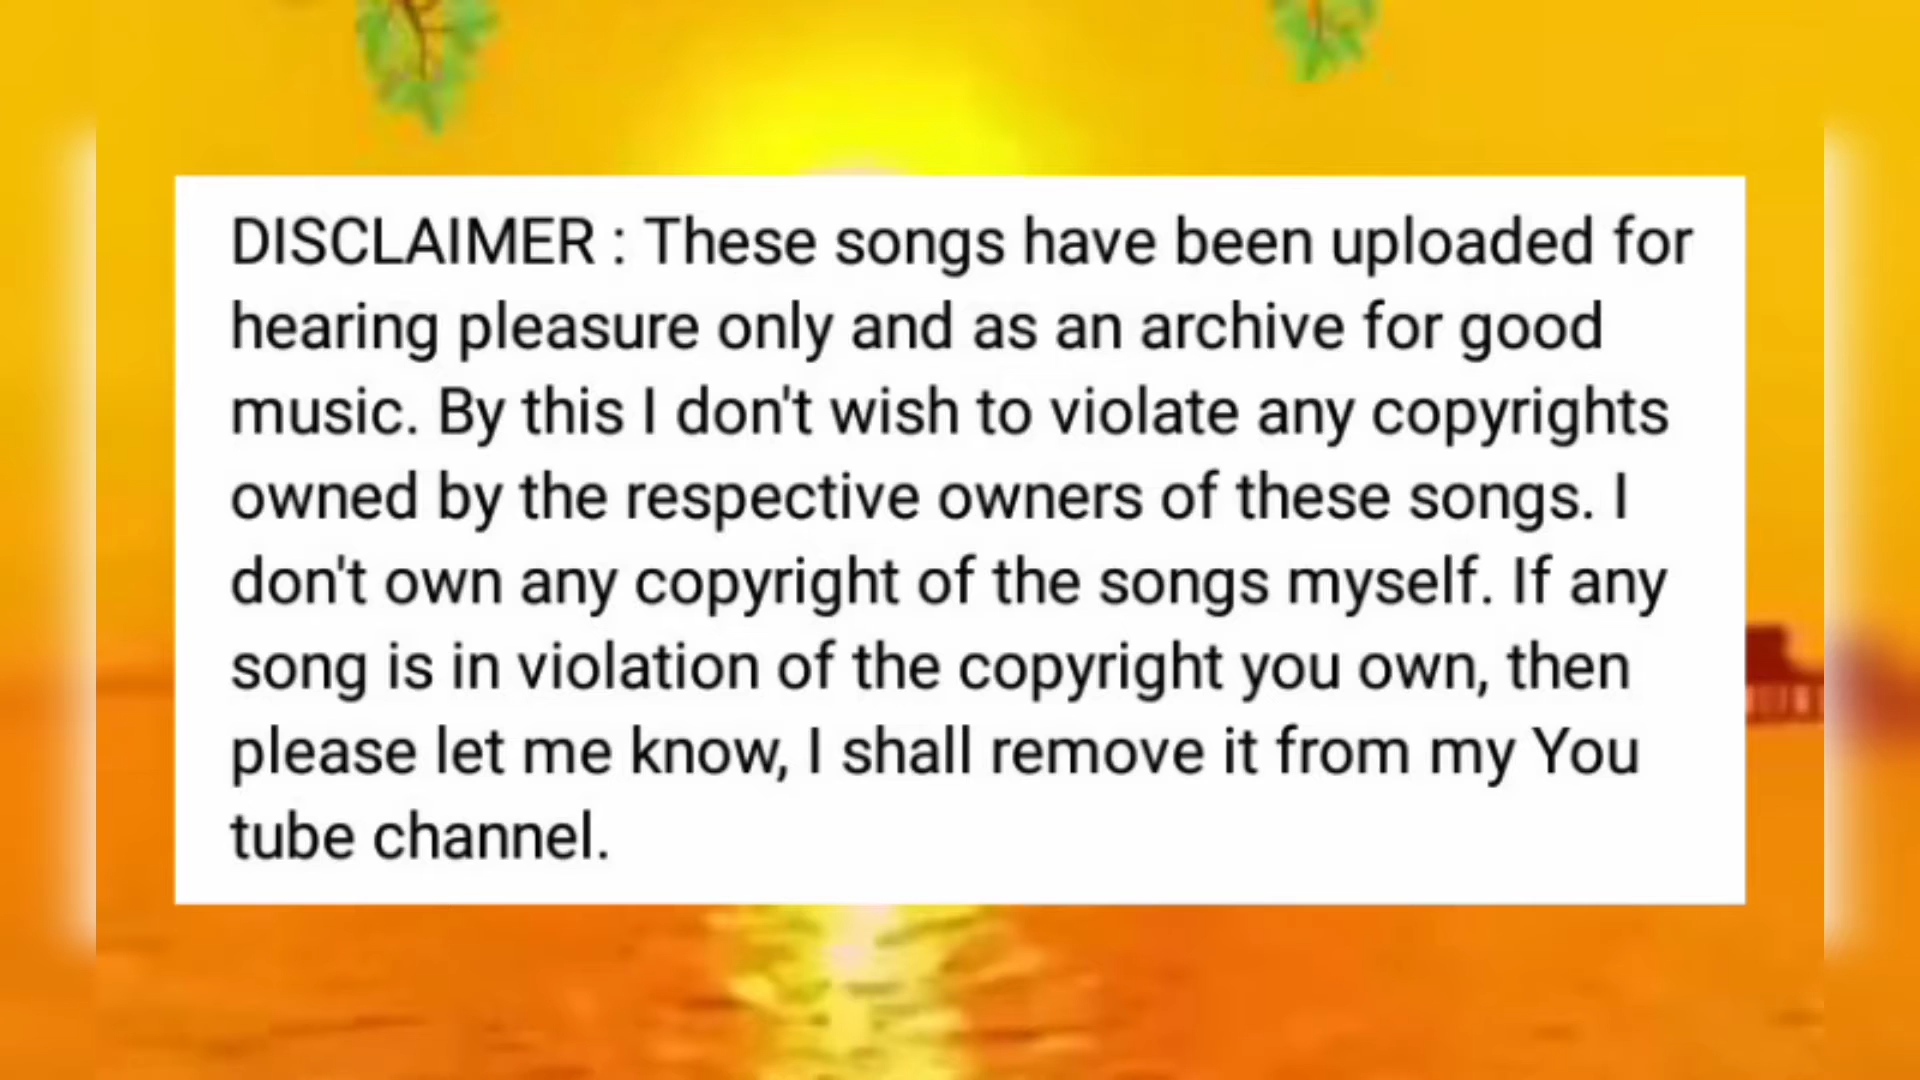 DISCLAIMER : These songs have been uploaded for
hearing pleasure only and as an archive for good
music. By this I don't wish to violate any copyrights
owned by the respective owners of these songs. I
don't own any copyright of the songs myself. If any
song is in violation of the copyright you own, then
please let me know, I shall remove it from my You
tube channel.